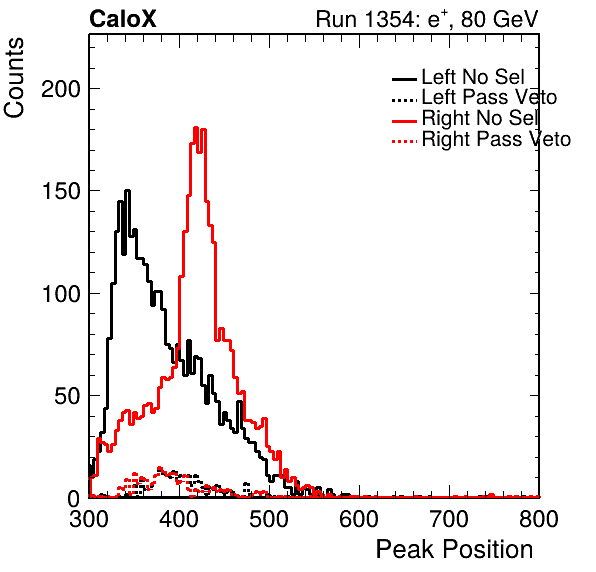 CaloX Run 1354: e+, 80 GeV
Counts
Left No Sel
Left Pass Veto
Right No Sel
Right Pass Veto
200
150
100
50
0
300 400 500 600 700 800
Peak Position